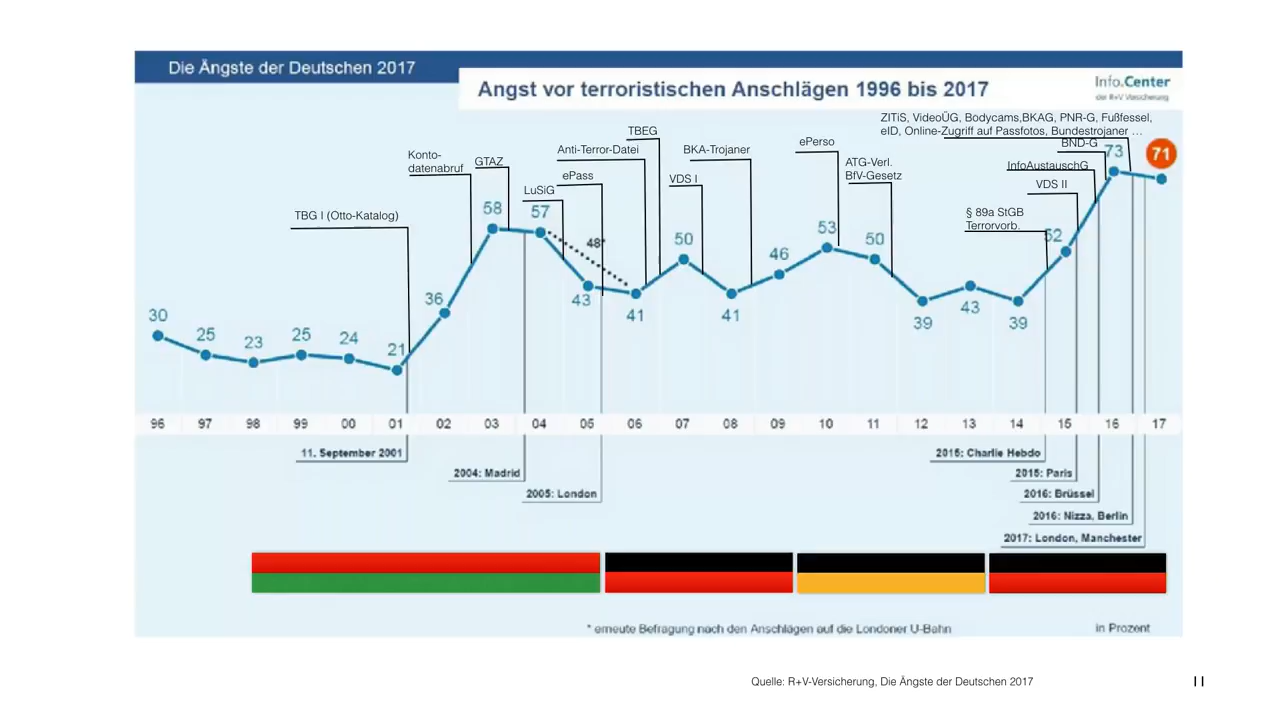 Die Ängste der Deutschen 2017
Angst vor terroristischen Anschlägen 1996 bis 2017
Info.Center
der R+V Versicherung
ZITiS, VideoÜG, Bodycams,BKAG, PNR-G, Fußfessel,
eID, Online-Zugriff auf Passfotos, Bundestrojaner ...
BND-G
InfoAustauschG
VDS II
§ 89a StGB
Terrorvorb.
ATG-Verl.
BfV-Gesetz
ePerso
BKA-Trojaner
VDS I
TBEG
Anti-Terror-Datei
ePass
LuSiG
GTAZ
Konto-
datenabruf
TBG I (Otto-Katalog)
30
25
23
25
24
21
36
58
57
48*
43
41
50
41
46
53
50
39
43
39
52
73
71
96 97 98 99 00 01 02 03 04 05 06 07 08 09 10 11 12 13 14 15 16 17
11. September 2001
2004: Madrid
2005: London
2015: Charlie Hebdo
2015: Paris
2016: Brüssel
2016: Nizza, Berlin
2017: London, Manchester
* erneute Befragung nach den Anschlägen auf die Londoner U-Bahn
in Prozent
Quelle: R+V-Versicherung, Die Ängste der Deutschen 2017
11